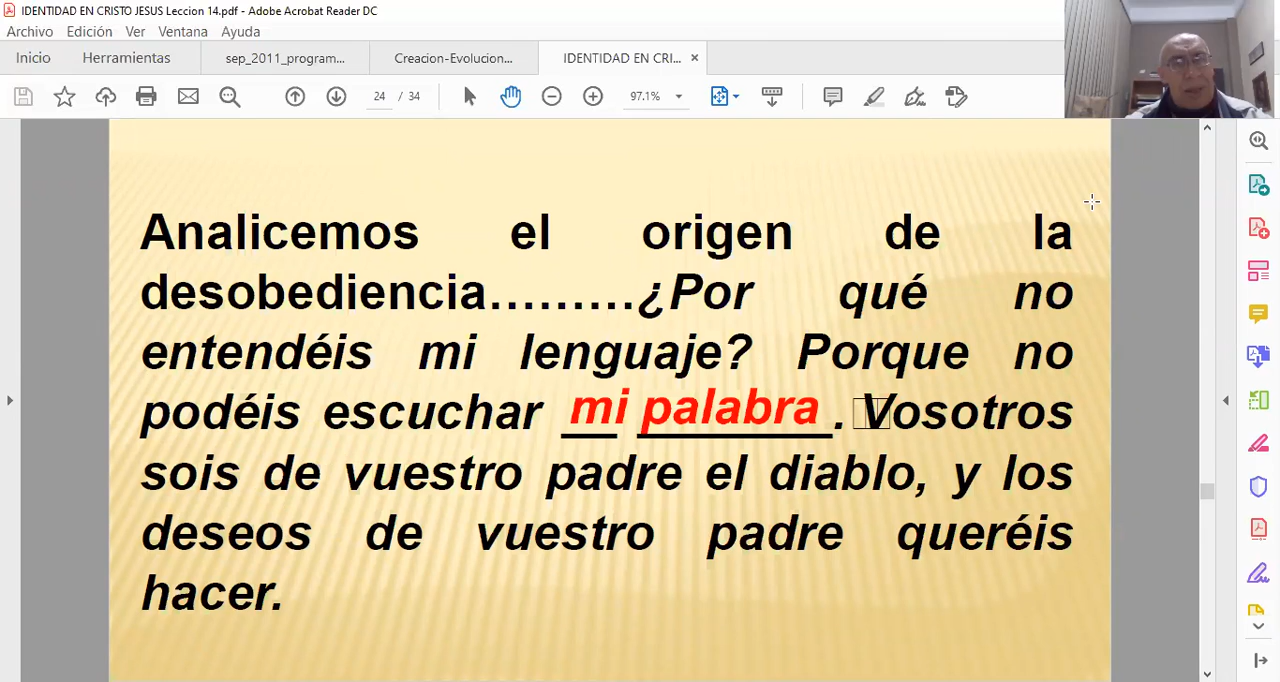 IDENTIDAD EN CRISTO JESUS Leccion 14.pdf - Adobe Acrobat Reader DC
Archivo Edición Ver Ventana Ayuda
Inicio Herramientas sep_2011_program... Creacion-Evolucion... IDENTIDAD EN CRI... ×
24 / 34 97.1%
Analicemos el origen de la
desobediencia.........¿Por qué no
entendéis mi lenguaje? Porque no
podéis escuchar mi palabra. Vosotros
sois de vuestro padre el diablo, y los
deseos de vuestro padre queréis
hacer.